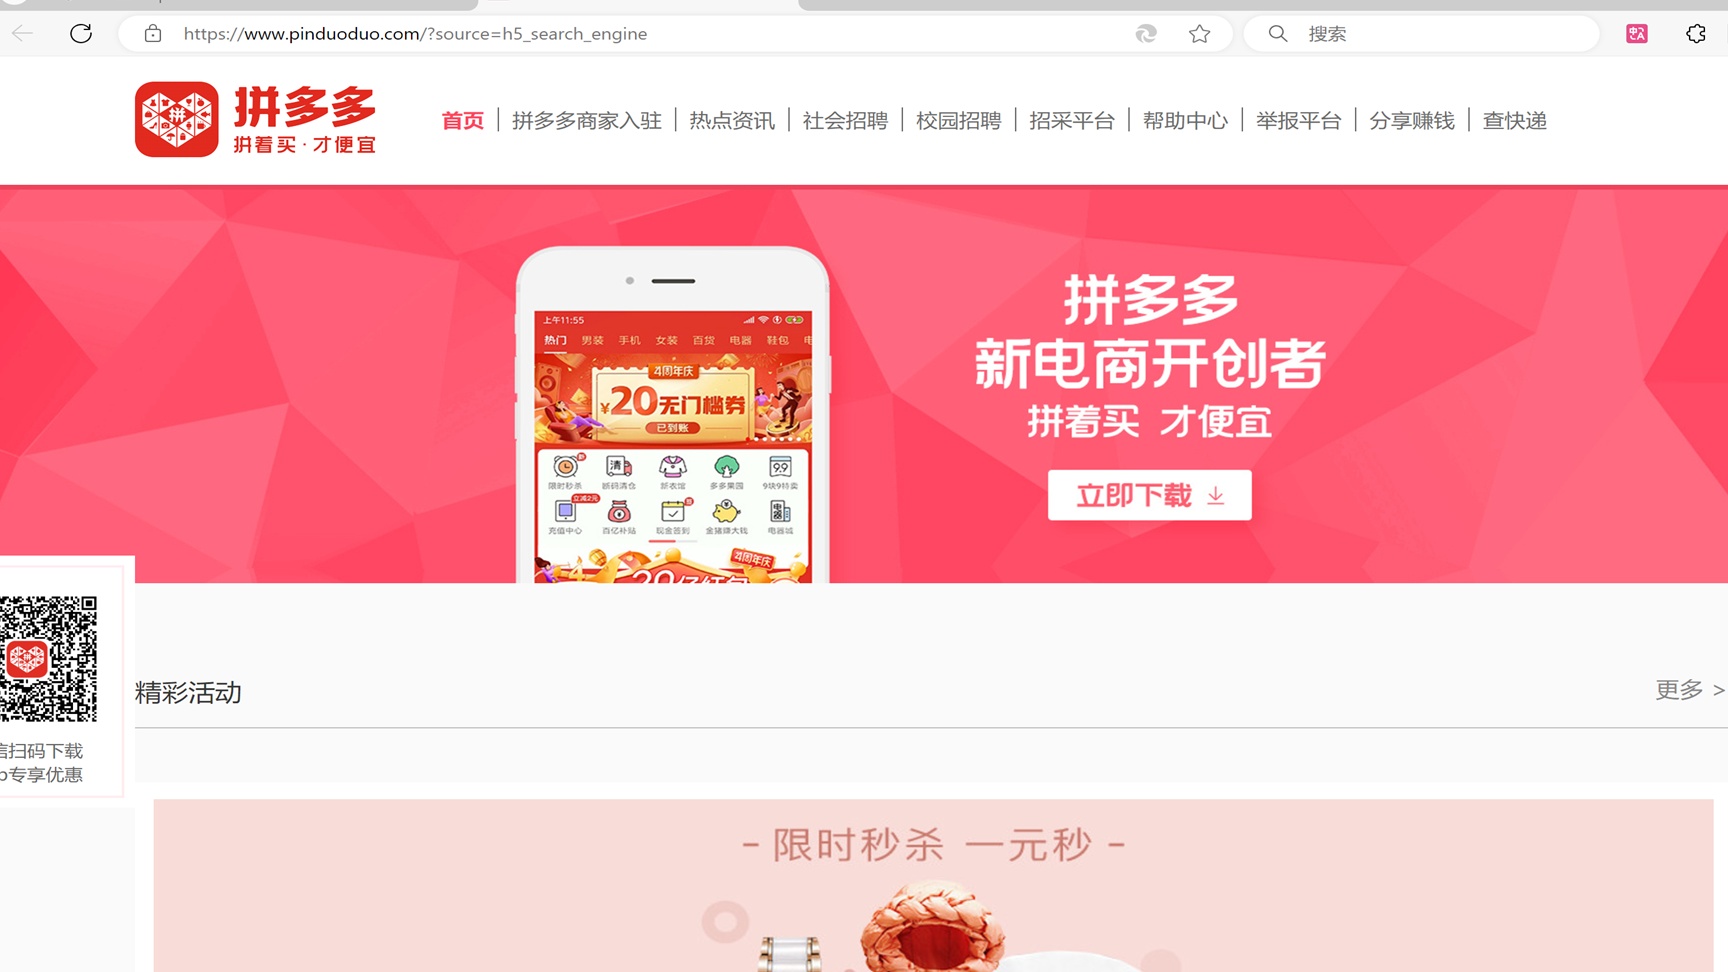 https://www.pinduoduo.com/?source=h5_search_engine
搜索
拼多多
拼着买·才便宜
首页
拼多多商家入驻
热点资讯
社会招聘
校园招聘
招采平台
帮助中心
举报平台
分享赚钱
查快递
上午11:55
热门 男装 手机 女装 百货 电器 鞋包
4周年庆
¥20无门槛券
已到账
限时秒杀 断码清仓 新衣馆 多多果园 9块9特卖
立减2元
充值中心 百亿补贴 现金签到 金猪赚大钱 电器城
4周年庆
拼多多
新电商开创者
拼着买 才便宜
立即下载
信扫码下载
p专享优惠
精彩活动
更多 >
- 限时秒杀 一元秒 -